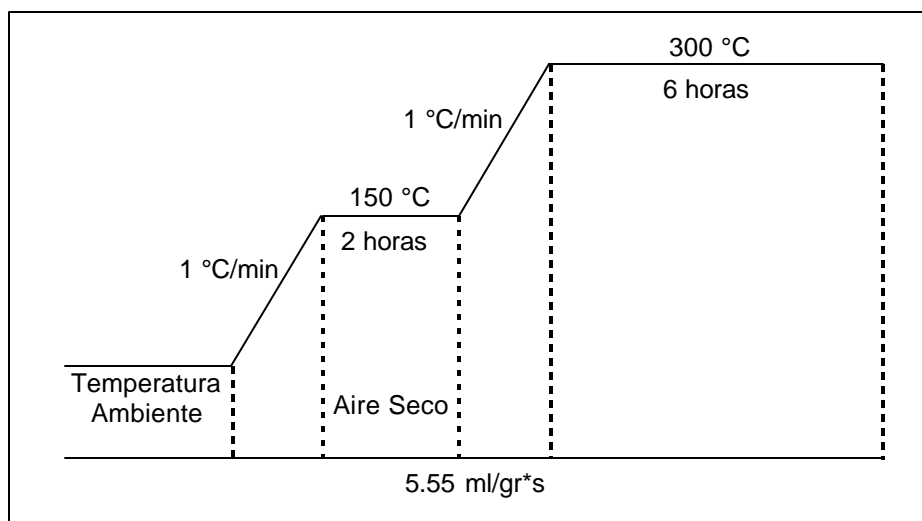 300 °C
6 horas
1 °C/min
150 °C
2 horas
1 °C/min
Temperatura
Ambiente
Aire Seco
5.55 ml/gr*s